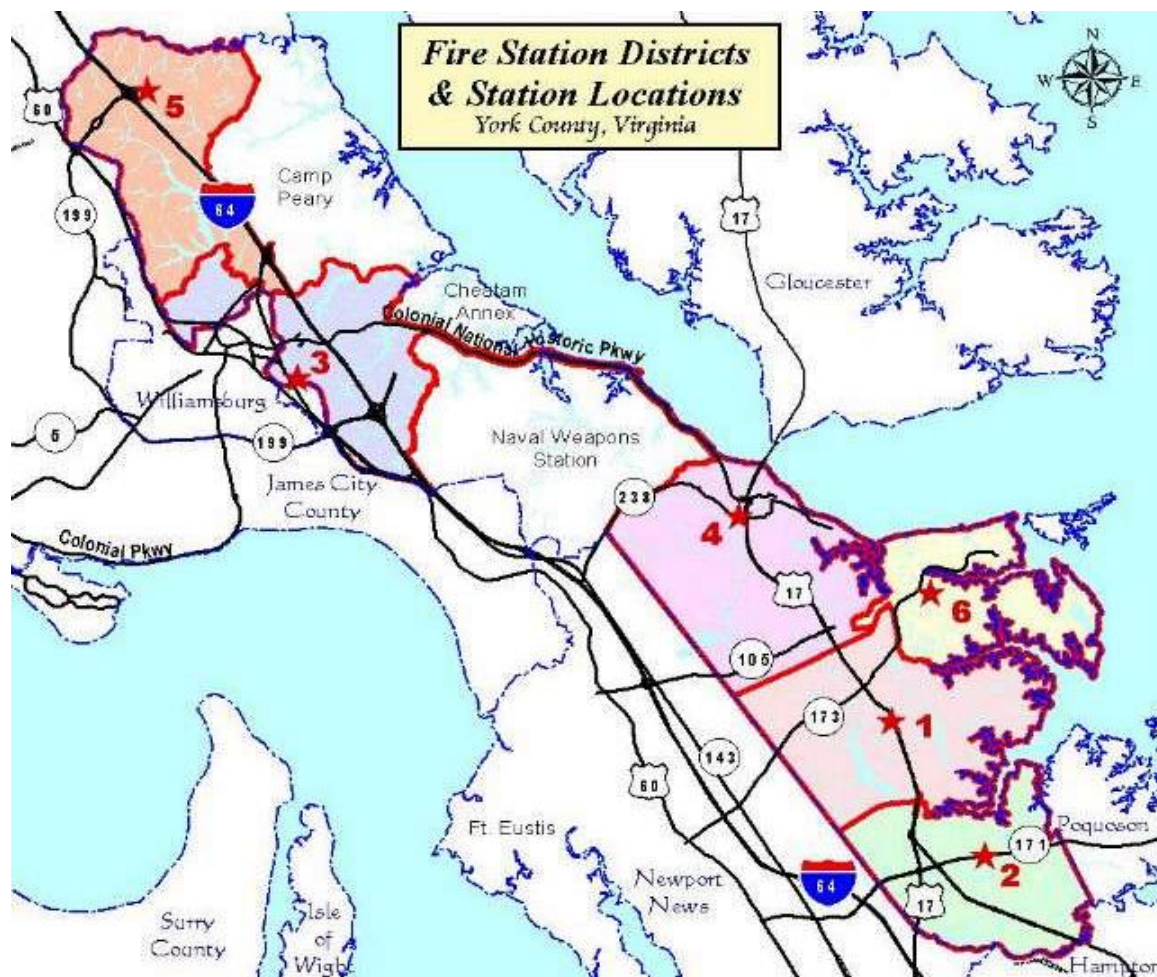 Fire Station Districts
& Station Locations
York County, Virginia
N
W E
S
5
60
Camp
Peary
64
17
199
Gloucester
Cheatam
Annex
Colonial National Historic Pkwy
3
Williamsburg
5
199
Naval Weapons
Station
James City
County
238
4
Colonial Pkwy
17
6
105
173
1
143
60
Ft. Eustis
Poquoson
171
2
64
Newport
News
17
Surry
County
Isle
of
Wight
Hampton